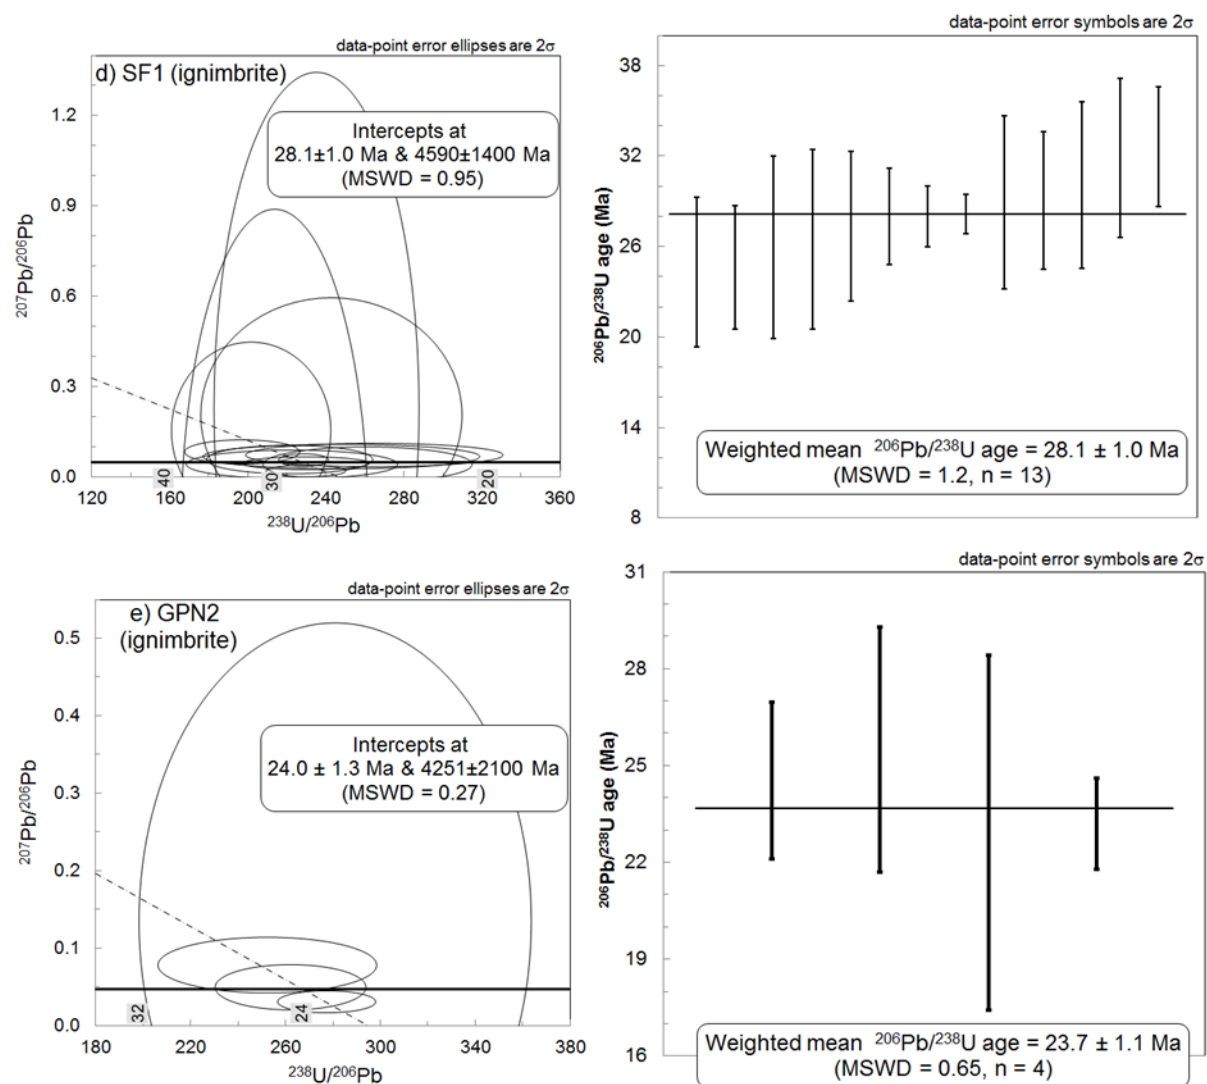 data-point error ellipses are 2σ
d) SF1 (ignimbrite)
Intercepts at
28.1±1.0 Ma & 4590±1400 Ma
(MSWD = 0.95)
207Pb/206Pb
1.2
0.9
0.6
0.3
0.0
40
30
20
120
160
200
240
280
320
360
238U/206Pb
data-point error symbols are 2σ
206Pb/238U age (Ma)
38
32
26
20
14
8
Weighted mean 206Pb/238U age = 28.1 ± 1.0 Ma
(MSWD = 1.2, n = 13)
data-point error ellipses are 2σ
e) GPN2
(ignimbrite)
Intercepts at
24.0 ± 1.3 Ma & 4251±2100 Ma
(MSWD = 0.27)
207Pb/206Pb
0.5
0.4
0.3
0.2
0.1
0.0
32
24
180
220
260
300
340
380
238U/206Pb
data-point error symbols are 2σ
206Pb/238U age (Ma)
31
28
25
22
19
16
Weighted mean 206Pb/238U age = 23.7 ± 1.1 Ma
(MSWD = 0.65, n = 4)